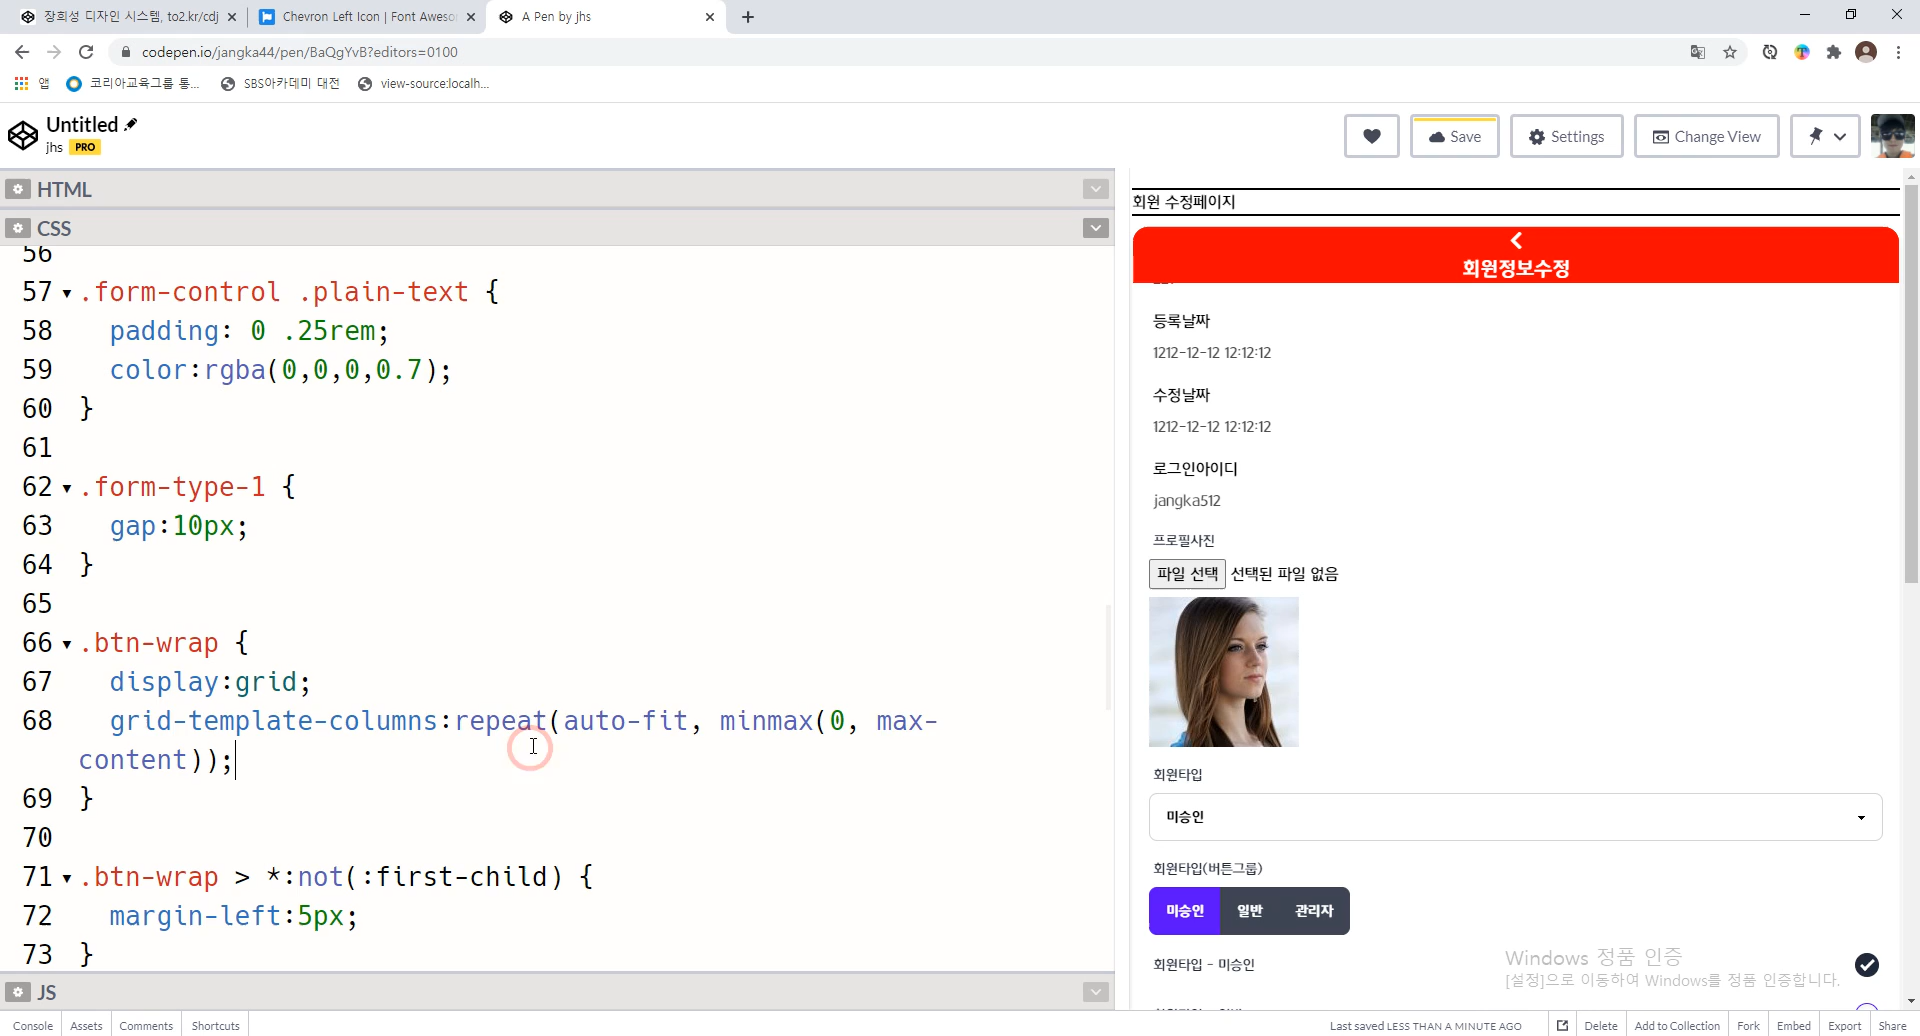 장희성 디자인 시스템, to2.kr/cdj
Chevron Left Icon | Font Aweso
A Pen by jhs
codepen.io/jangka44/pen/BaQgYvB?editors=0100
앱
코리아교육그룹 통...
SBS아카데미 대전
view-source:localh...
Untitled
jhs PRO
Save
Settings
Change View
HTML
CSS
56
57 .form-control .plain-text {
58 padding: 0 .25rem;
59 color:rgba(0,0,0,0.7);
60 }
61
62 .form-type-1 {
63 gap:10px;
64 }
65
66 .btn-wrap {
67 display:grid;
68 grid-template-columns:repeat(auto-fit, minmax(0, max-
content));
69 }
70
71 .btn-wrap > *:not(:first-child) {
72 margin-left:5px;
73 }
JS
회원 수정페이지
회원정보수정
등록날짜
1212-12-12 12:12:12
수정날짜
1212-12-12 12:12:12
로그인아이디
jangka512
프로필사진
파일 선택 선택된 파일 없음
회원타입
미승인
회원타입(버튼그룹)
미승인 일반 관리자
회원타입 - 미승인
Windows 정품 인증
[설정]으로 이동하여 Windows를 정품 인증합니다.
Console Assets Comments Shortcuts
Last saved LESS THAN A MINUTE AGO
Delete Add to Collection Fork Embed Export Share